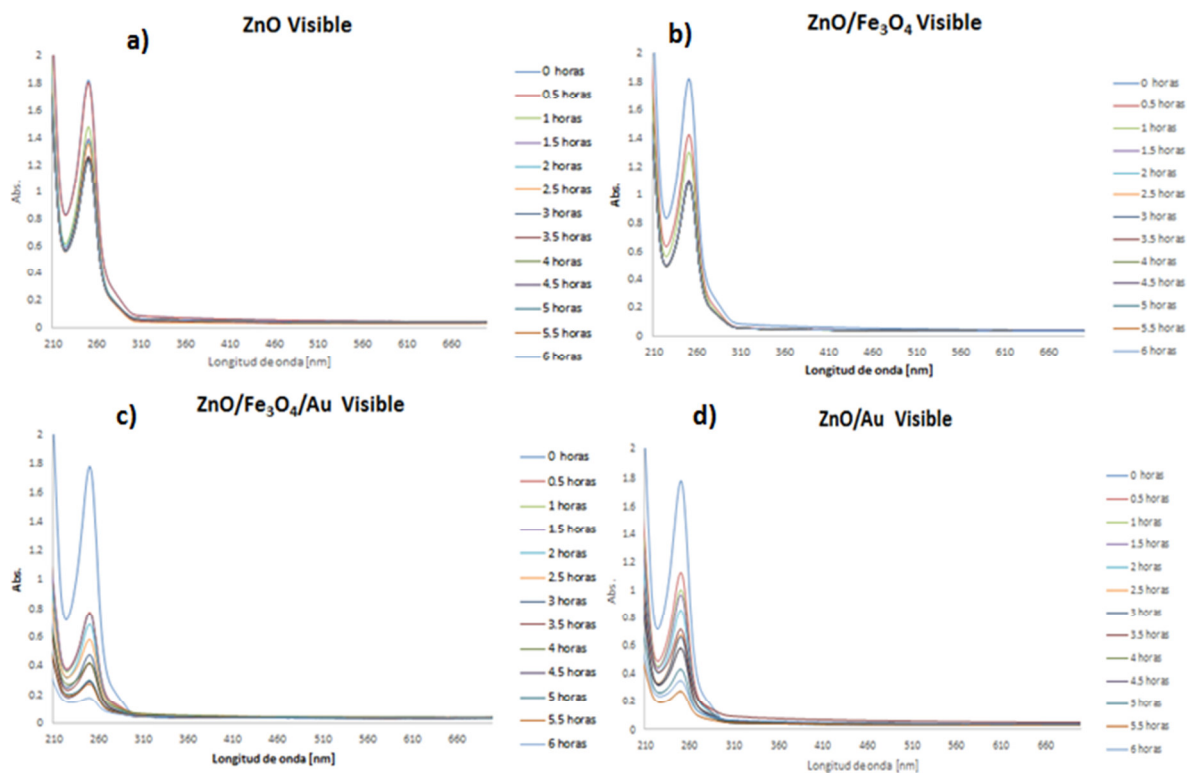 ZnO Visible
a)
2
1.8
1.6
1.4
1.2
1
0.8
0.6
0.4
0.2
0
Abs.
210 260 310 360 410 460 510 560 610 660
Longitud de onda [nm]
0 horas
0.5 horas
1 horas
1.5 horas
2 horas
2.5 horas
3 horas
3.5 horas
4 horas
4.5 horas
5 horas
5.5 horas
6 horas
ZnO/Fe₃O₄ Visible
b)
2
1.8
1.6
1.4
1.2
1
0.8
0.6
0.4
0.2
0
Abs.
210 260 310 360 410 460 510 560 610 660
Longitud de onda [nm]
0 horas
0.5 horas
1 horas
1.5 horas
2 horas
2.5 horas
3 horas
3.5 horas
4 horas
4.5 horas
5 horas
5.5 horas
6 horas
ZnO/Fe₃O₄/Au Visible
c)
2
1.8
1.6
1.4
1.2
1
0.8
0.6
0.4
0.2
0
Abs.
210 260 310 360 410 460 510 560 610 660
Longitud de onda [nm]
0 horas
0.5 horas
1 horas
1.5 horas
2 horas
2.5 horas
3 horas
3.5 horas
4 horas
4.5 horas
5 horas
5.5 horas
6 horas
ZnO/Au Visible
d)
2
1.8
1.6
1.4
1.2
1
0.8
0.6
0.4
0.2
0
Abs.
210 260 310 360 410 460 510 560 610 660
Longitud de onda [nm]
0 horas
0.5 horas
1 horas
1.5 horas
2 horas
2.5 horas
3 horas
3.5 horas
4 horas
4.5 horas
5 horas
5.5 horas
6 horas